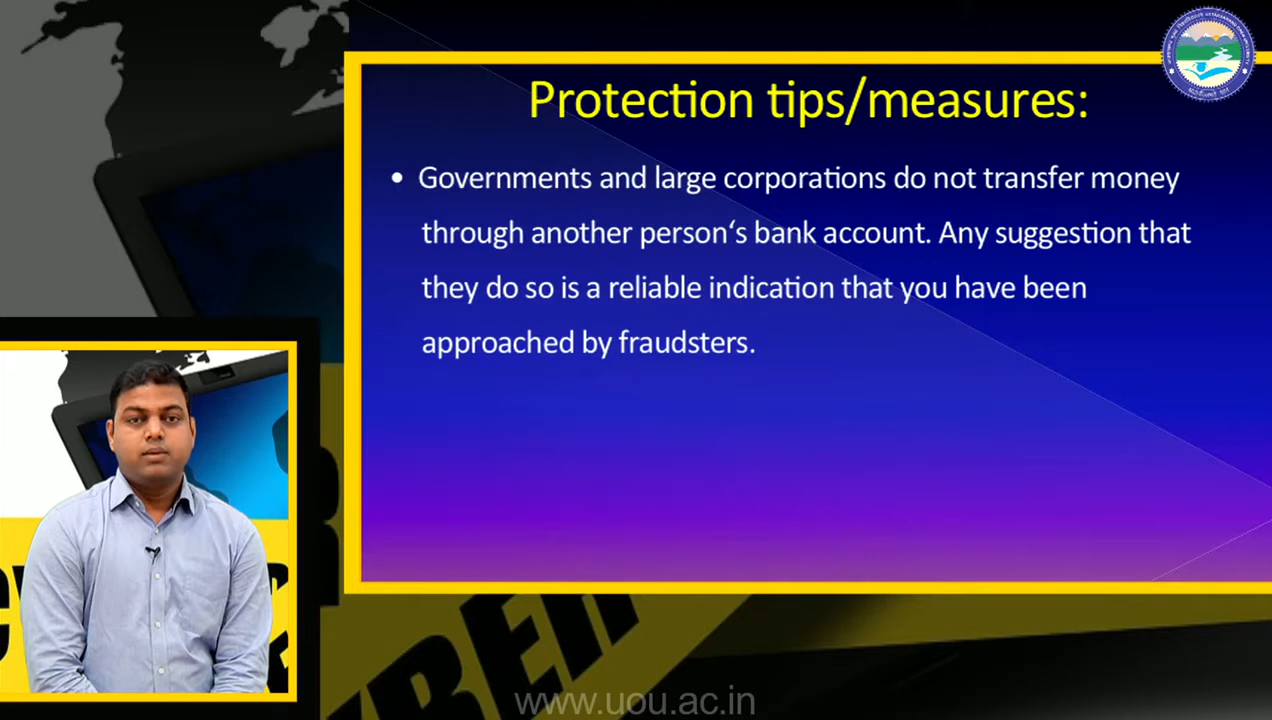 Protection tips/measures:
• Governments and large corporations do not transfer money
through another person‘s bank account. Any suggestion that
they do so is a reliable indication that you have been
approached by fraudsters.
www.uou.ac.in